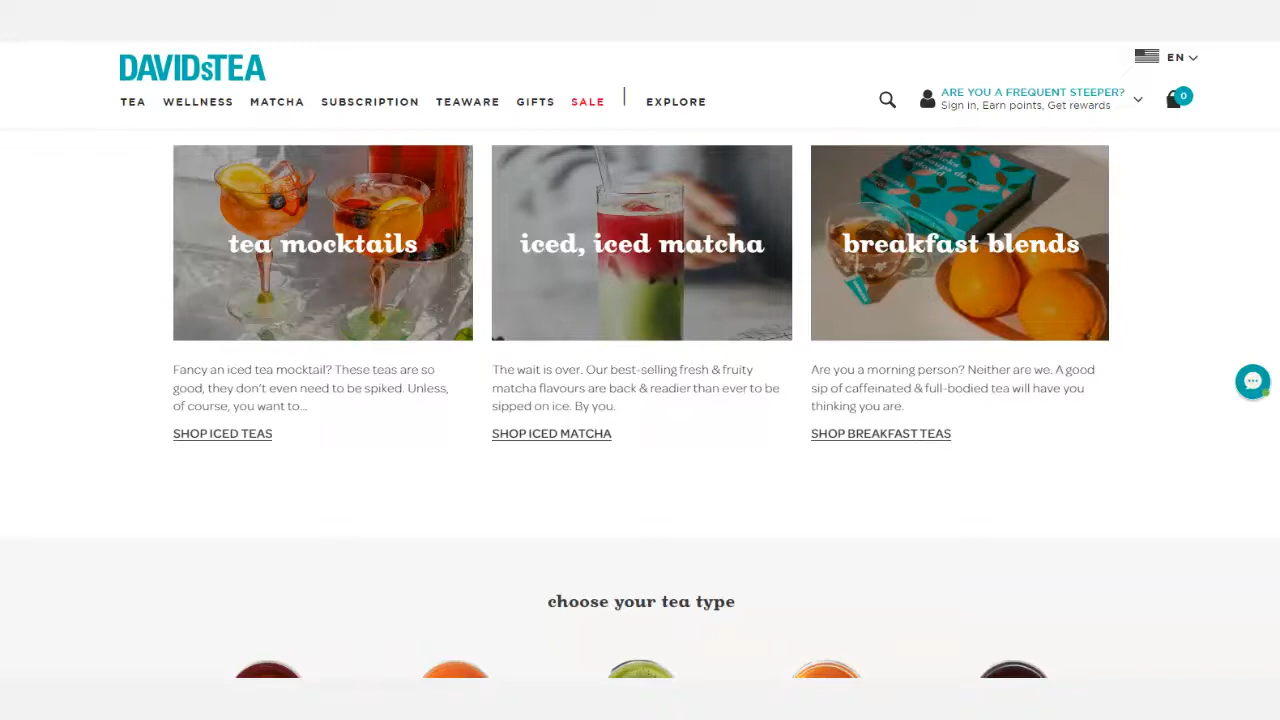 DAVIDsTEA
EN
TEA WELLNESS MATCHA SUBSCRIPTION TEAWARE GIFTS SALE EXPLORE
ARE YOU A FREQUENT STEEPER?
Sign in, Earn points, Get rewards
0
tea mocktails
iced, iced matcha
breakfast blends
Fancy an iced tea mocktail? These teas are so
good, they don't even need to be spiked. Unless,
of course, you want to...
SHOP ICED TEAS
The wait is over. Our best-selling fresh & fruity
matcha flavours are back & readier than ever to be
sipped on ice. By you.
SHOP ICED MATCHA
Are you a morning person? Neither are we. A good
sip of caffeinated & full-bodied tea will have you
thinking you are.
SHOP BREAKFAST TEAS
choose your tea type